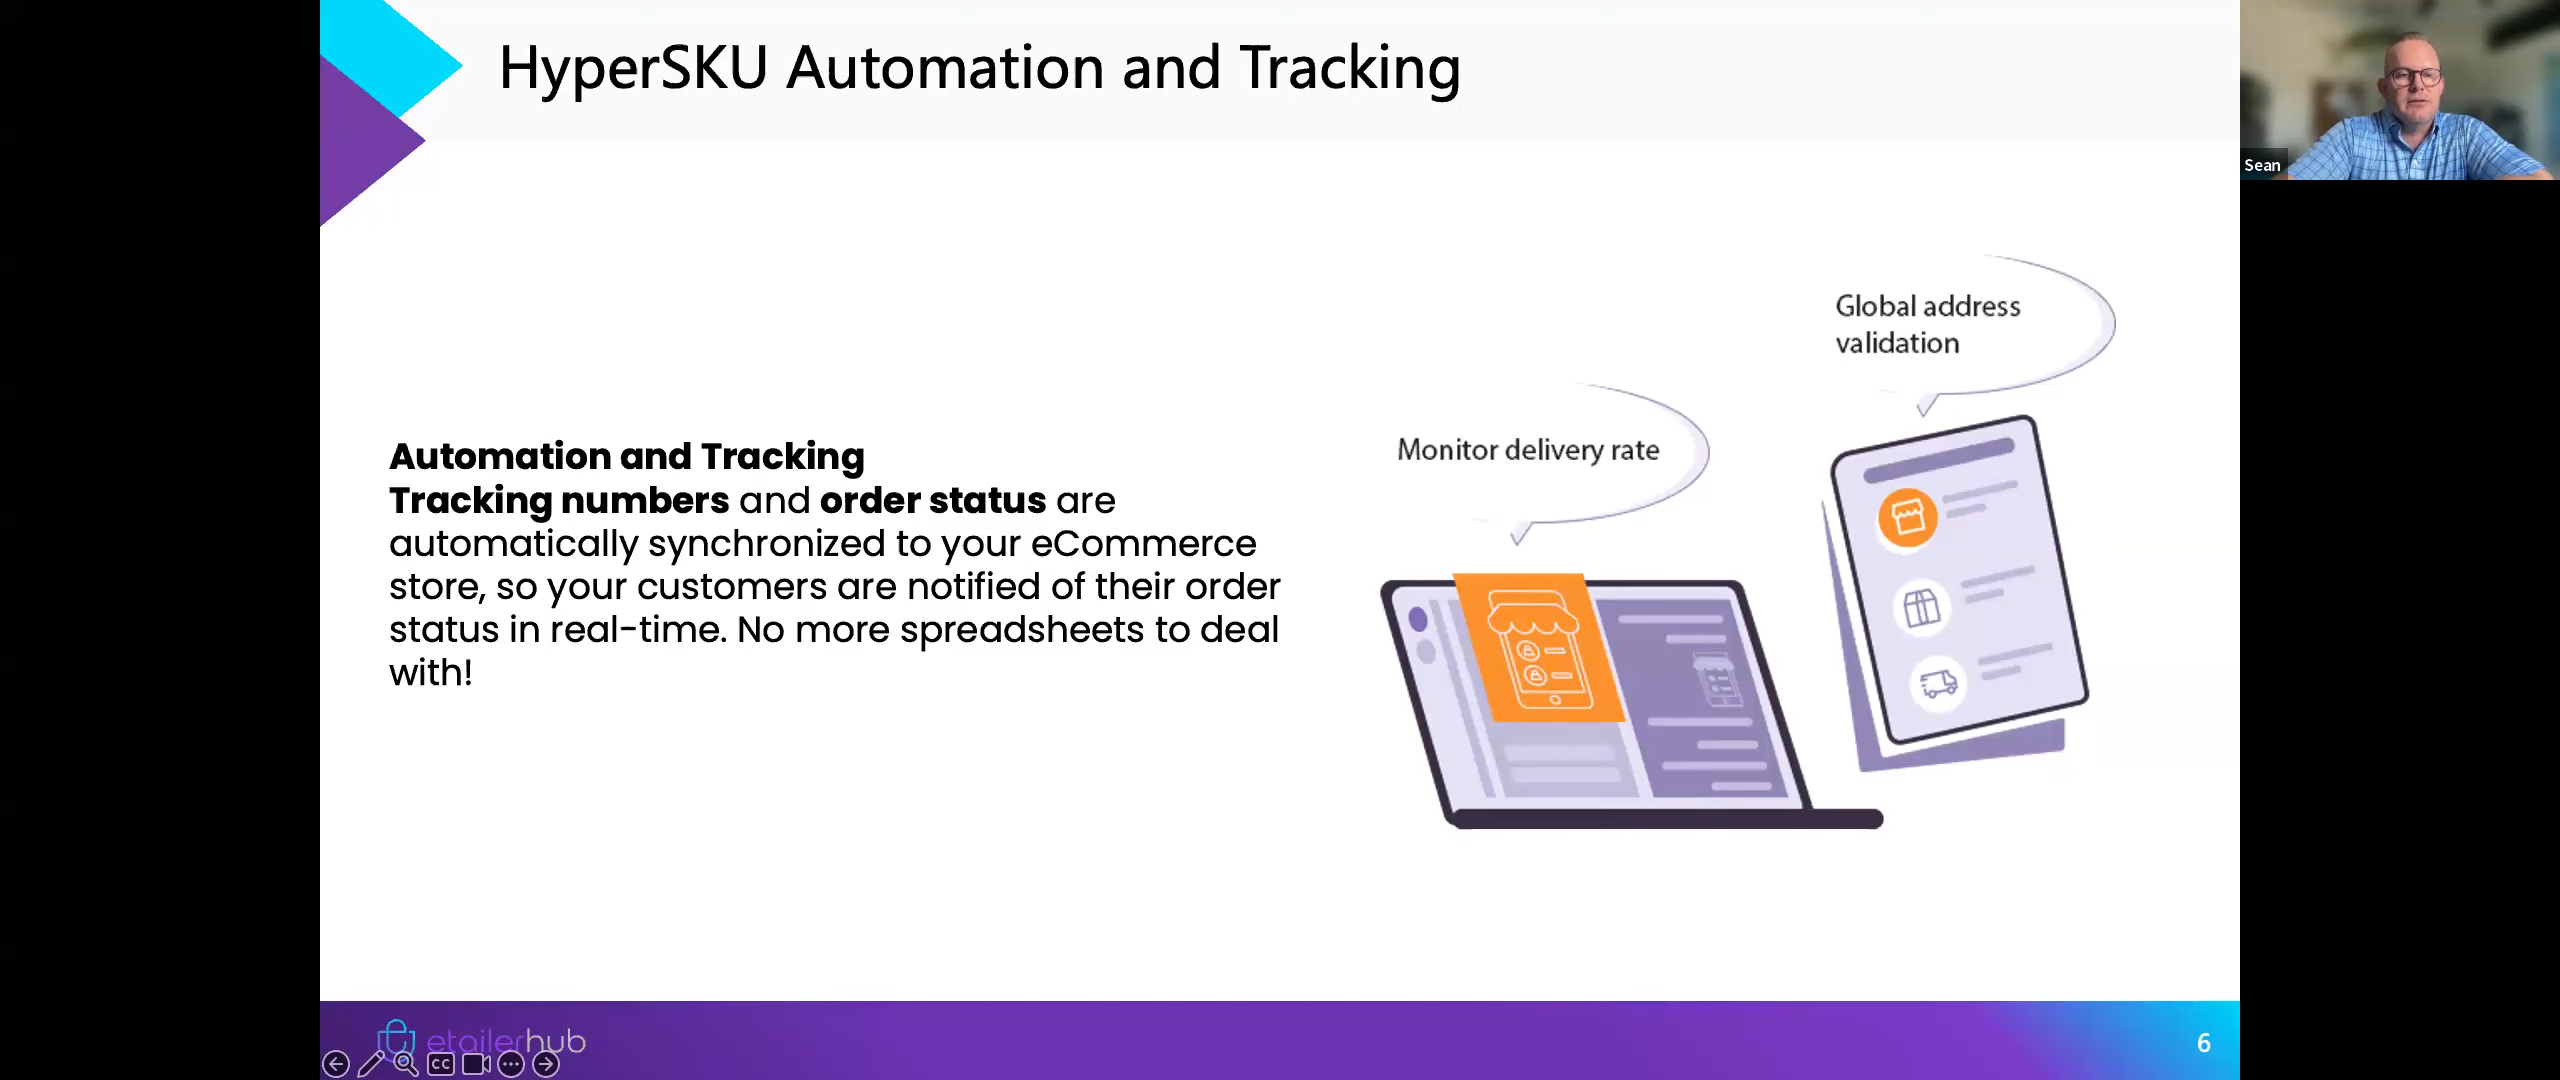 HyperSKU Automation and Tracking
Sean
Global address
validation
Monitor delivery rate
Automation and Tracking
Tracking numbers and order status are
automatically synchronized to your eCommerce
store, so your customers are notified of their order
status in real-time. No more spreadsheets to deal
with!
etailerhub
CC
6